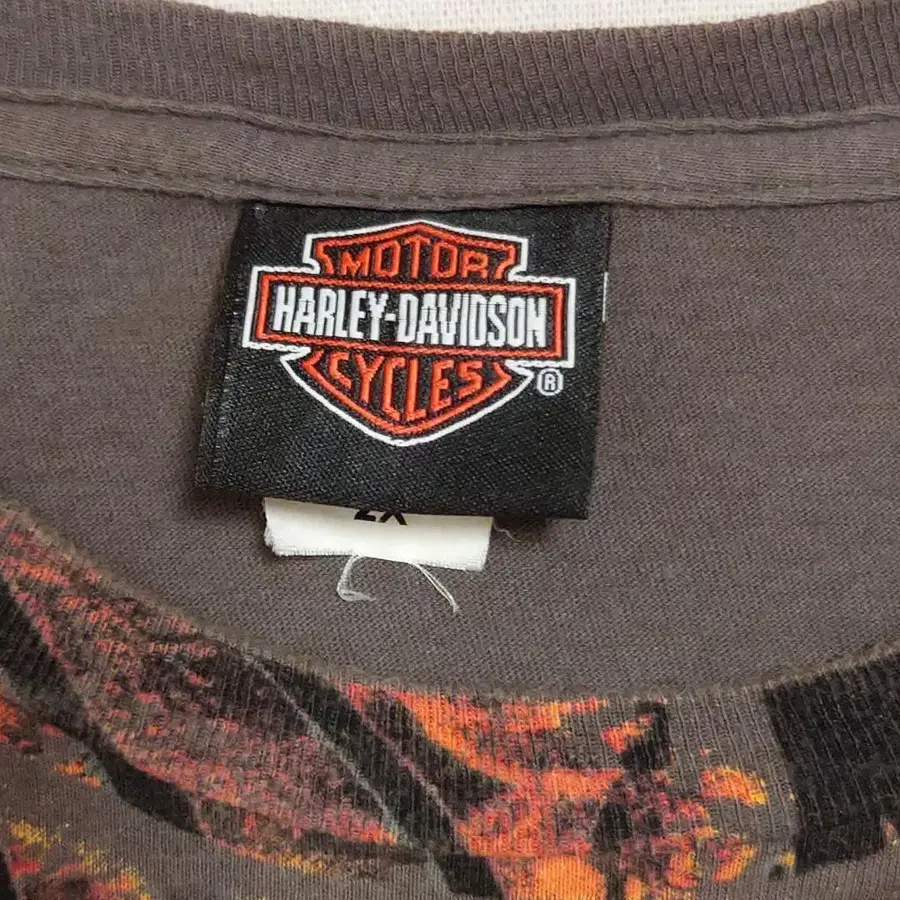 MOTOR
HARLEY-DAVIDSON
CYCLES
®
2X